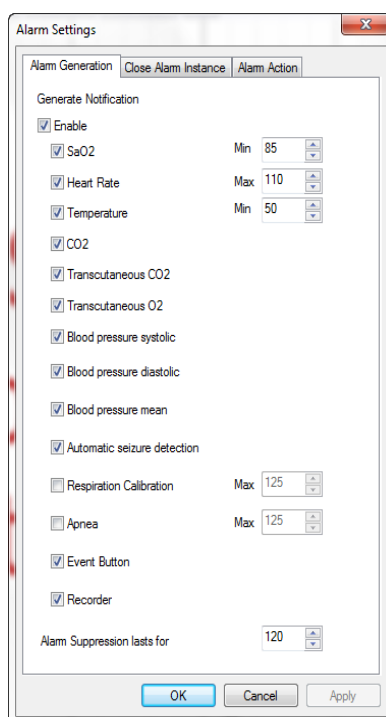 Alarm Settings
Alarm Generation Close Alarm Instance Alarm Action
Generate Notification
Enable
SaO2 Min 85
Heart Rate Max 110
Temperature Min 50
CO2
Transcutaneous CO2
Transcutaneous O2
Blood pressure systolic
Blood pressure diastolic
Blood pressure mean
Automatic seizure detection
Respiration Calibration Max 125
Apnea Max 125
Event Button
Recorder
Alarm Suppression lasts for 120
OK Cancel Apply